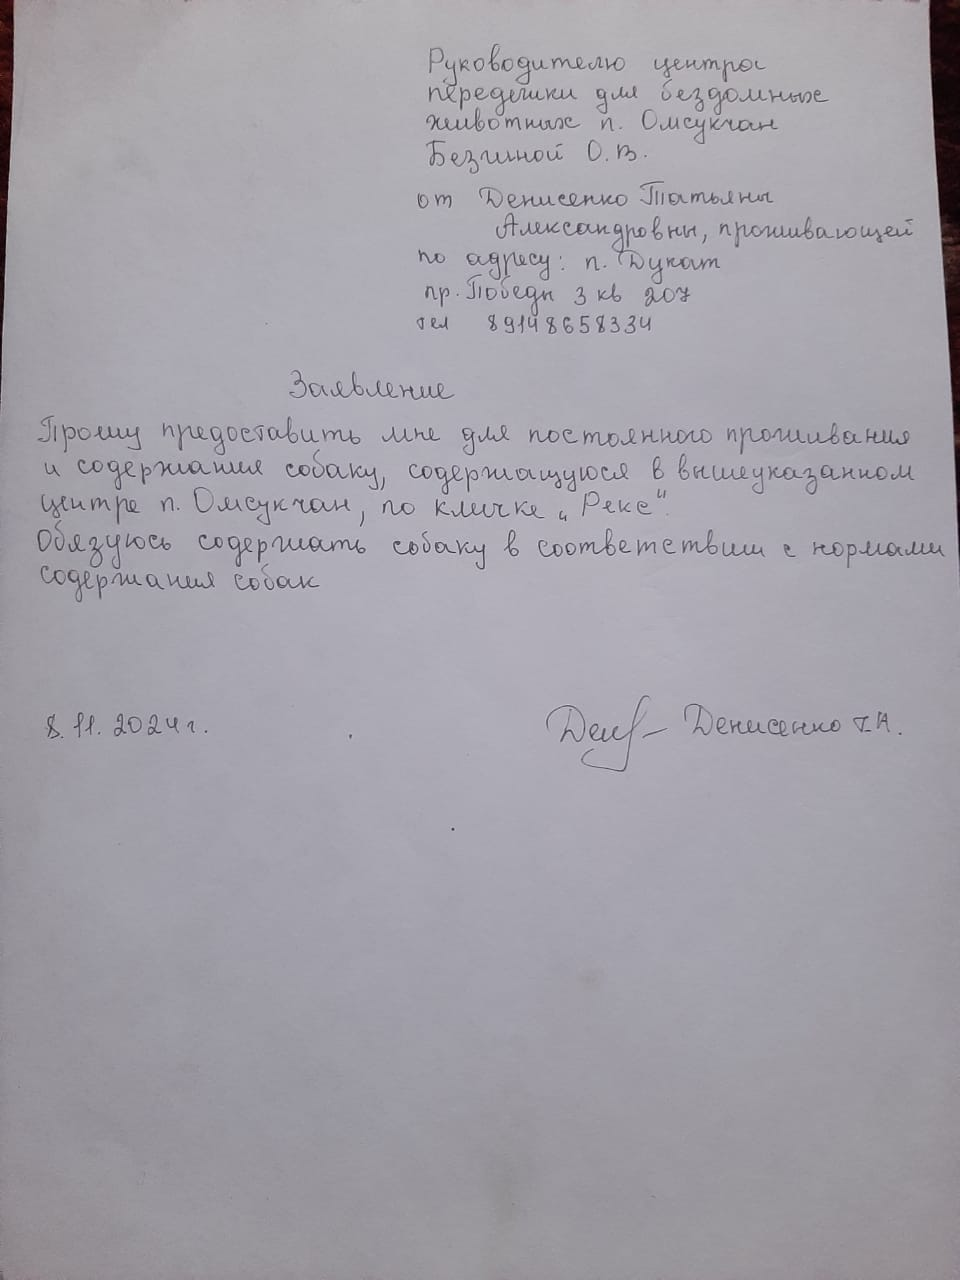 Руководителю центра
передешки для бездомных
животных п. Омсукчан
О. В.
от Денисенко Татьяны
Александровны, проживающей
по адресу: п. Дукат
пр. Победы 3 кв 207
тел 89148658334
Заявление
Прошу предоставить мне для постоянного проживания
и содержания собаку, содержащуюся в вышеуказанном
центре п. Омсукчан, по кличке „Рекс".
Обязуюсь содержать собаку в соответствии с нормами
содержания собак
8.11.2024г.
Денисенко Т.А.